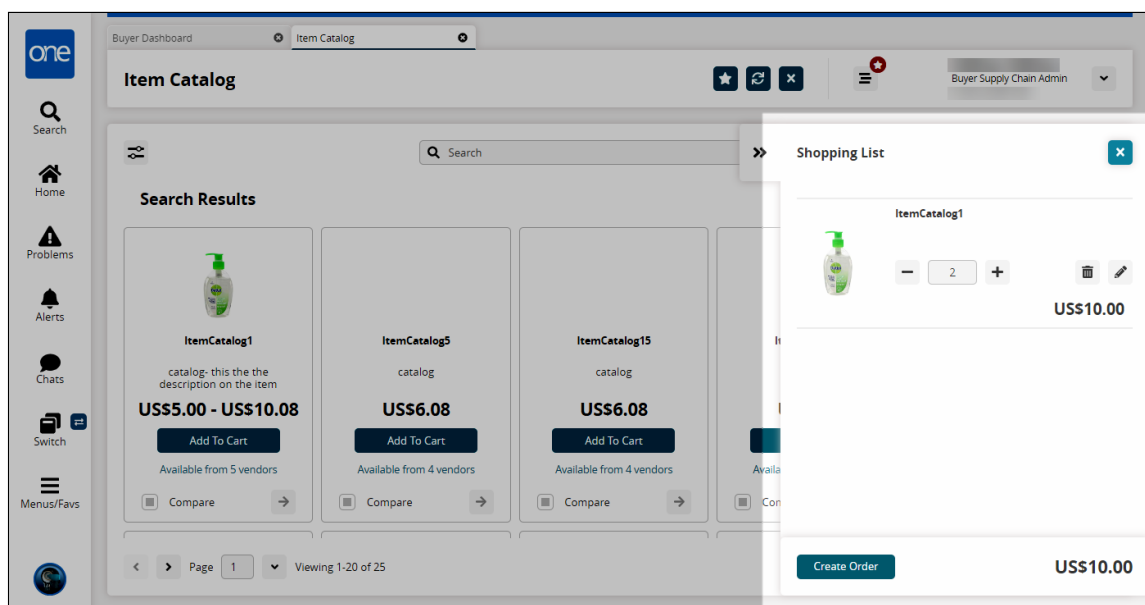 one
Search
Home
Problems
Alerts
Chats
Switch
Menus/Favs
Buyer Dashboard
Item Catalog
Item Catalog
Buyer Supply Chain Admin
Search
Search Results
ItemCatalog1
catalog- this the the
description on the item
US$5.00 - US$10.08
Add To Cart
Available from 5 vendors
Compare
ItemCatalog5
catalog
US$6.08
Add To Cart
Available from 4 vendors
Compare
ItemCatalog15
catalog
US$6.08
Add To Cart
Available from 4 vendors
Compare
Page 1
Viewing 1-20 of 25
Shopping List
ItemCatalog1
2
US$10.00
Create Order
US$10.00